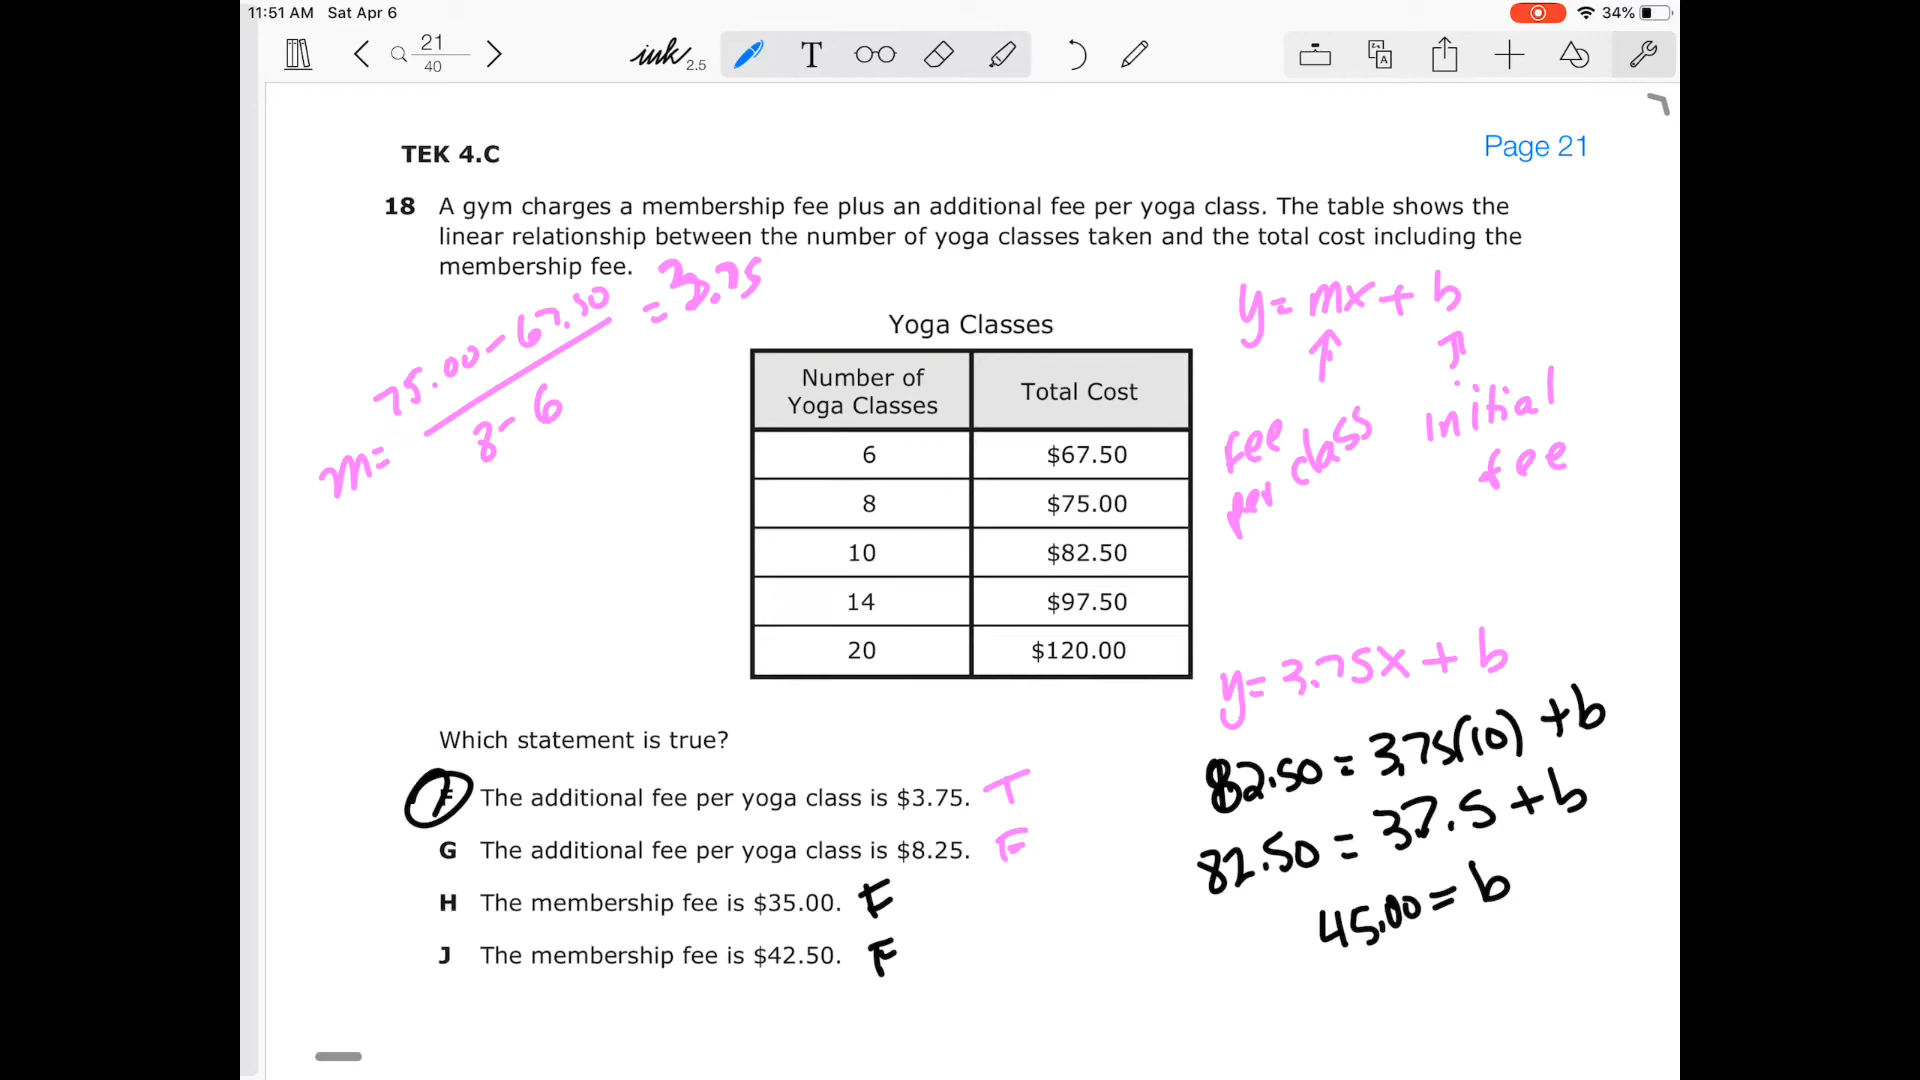 11:51 AM Sat Apr 6
34%
21
40
ink 2.5
T
TEK 4.C
Page 21
18 A gym charges a membership fee plus an additional fee per yoga class. The table shows the
linear relationship between the number of yoga classes taken and the total cost including the
membership fee.
m= 75.00-67.50 / 8-6 = 3.75
y=mx+b
fee
per class
initial
fee
Yoga Classes
Number of
Yoga Classes
Total Cost
6 $67.50
8 $75.00
10 $82.50
14 $97.50
20 $120.00
y=3.75x+b
82.50=3.75(10)+b
82.50=37.5+b
45.00=b
Which statement is true?
F The additional fee per yoga class is $3.75. T
G The additional fee per yoga class is $8.25. F
H The membership fee is $35.00. F
J The membership fee is $42.50. F